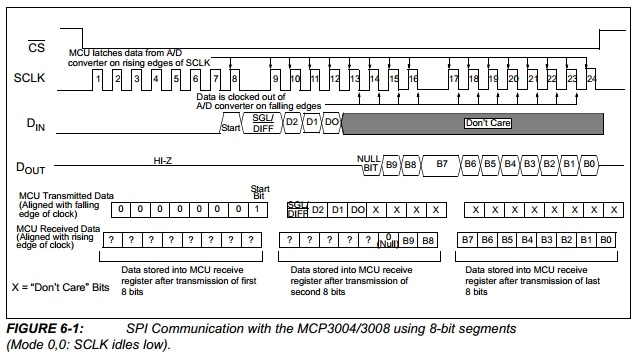 CS
MCU latches data from A/D
converter on rising edges of SCLK
SCLK
1 2 3 4 5 6 7 8 9 10 11 12 13 14 15 16 17 18 19 20 21 22 23 24
Data is clocked out of
A/D converter on falling edges
DIN
Start SGL/ DIFF D2 D1 DO Don't Care
DOUT
HI-Z
NULL BIT B9 B8 B7 B6 B5 B4 B3 B2 B1 B0
MCU Transmitted Data
(Aligned with falling
edge of clock)
Start
Bit
0 0 0 0 0 0 0 1
SGL/ DIFF D2 D1 DO X X X X
X X X X X X X X
MCU Received Data
(Aligned with rising
edge of clock)
? ? ? ? ? ? ? ?
? ? ? ? ? 0 (Null) B9 B8
B7 B6 B5 B4 B3 B2 B1 B0
X = "Don't Care" Bits
Data stored into MCU receive
register after transmission of first
8 bits
Data stored into MCU receive
register after transmission of
second 8 bits
Data stored into MCU receive
register after transmission of last
8 bits
FIGURE 6-1: SPI Communication with the MCP3004/3008 using 8-bit segments
(Mode 0,0: SCLK idles low).